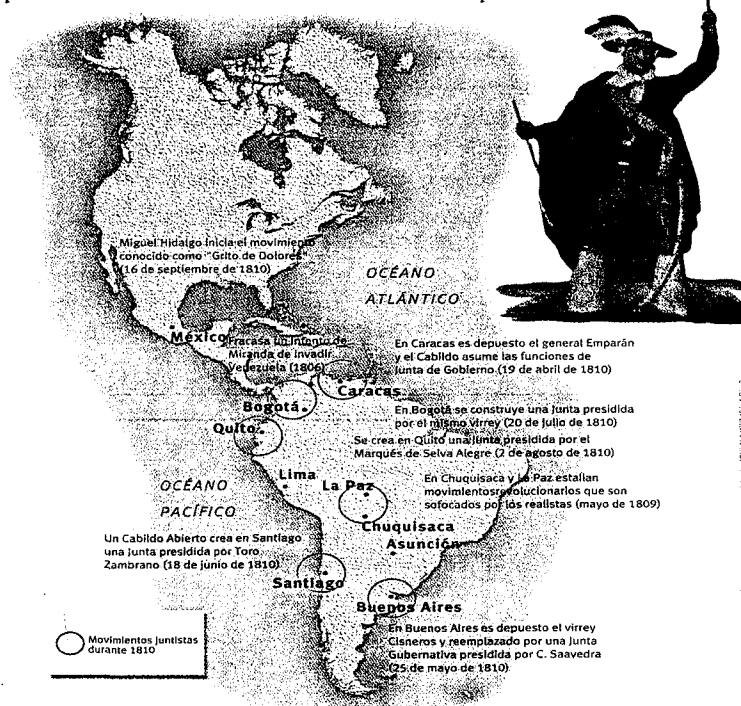 Miguel Hidalgo inicia el movimiento
conocido como "Grito de Dolores"
(16 de septiembre de 1810)
OCÉANO
ATLÁNTICO
México
Fracasa un intento de
Miranda de invadir
Venezuela (1806)
En Caracas es depuesto el general Emparán
y el Cabildo asume las funciones de
Junta de Gobierno (19 de abril de 1810)
Caracas
Bogotá
En Bogotá se construye una Junta presidida
por el mismo virrey (20 de julio de 1810)
Quito
Se crea en Quito una Junta presidida por el
Marqués de Selva Alegre (2 de agosto de 1810)
Lima
La Paz
En Chuquisaca y La Paz estallan
movimientos revolucionarios que son
sofocados por los realistas (mayo de 1809)
OCÉANO
PACÍFICO
Chuquisaca
Asunción
Un Cabildo Abierto crea en Santiago
una Junta presidida por Toro
Zambrano (18 de junio de 1810)
Santiago
Buenos Aires
En Buenos Aires es depuesto el virrey
Cisneros y reemplazado por una Junta
Gubernativa presidida por C. Saavedra
(25 de mayo de 1810)
Movimientos Juntistas
durante 1810